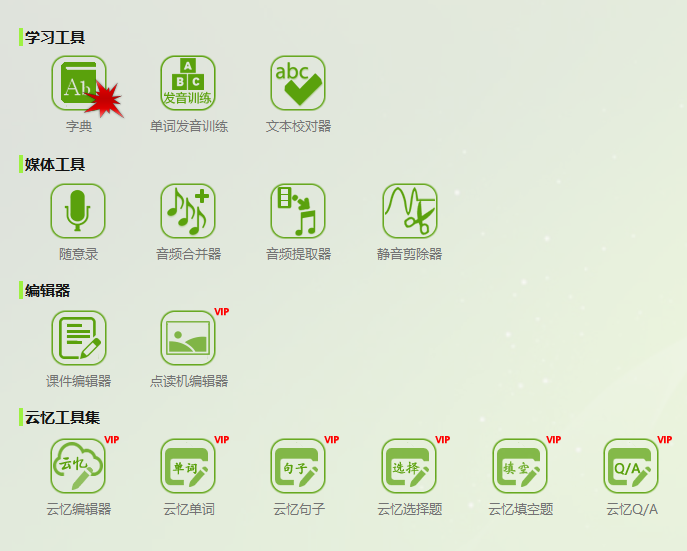 学习工具
Ab
A
B C
发音训练
abc
字典 单词发音训练 文本校对器
媒体工具
随意录 音频合并器 音频提取器 静音剪除器
编辑器
VIP
课件编辑器 点读机编辑器
云忆工具集
VIP VIP VIP VIP VIP VIP
云忆 单词 句子 选择 填空 Q/A
云忆编辑器 云忆单词 云忆句子 云忆选择题 云忆填空题 云忆Q/A